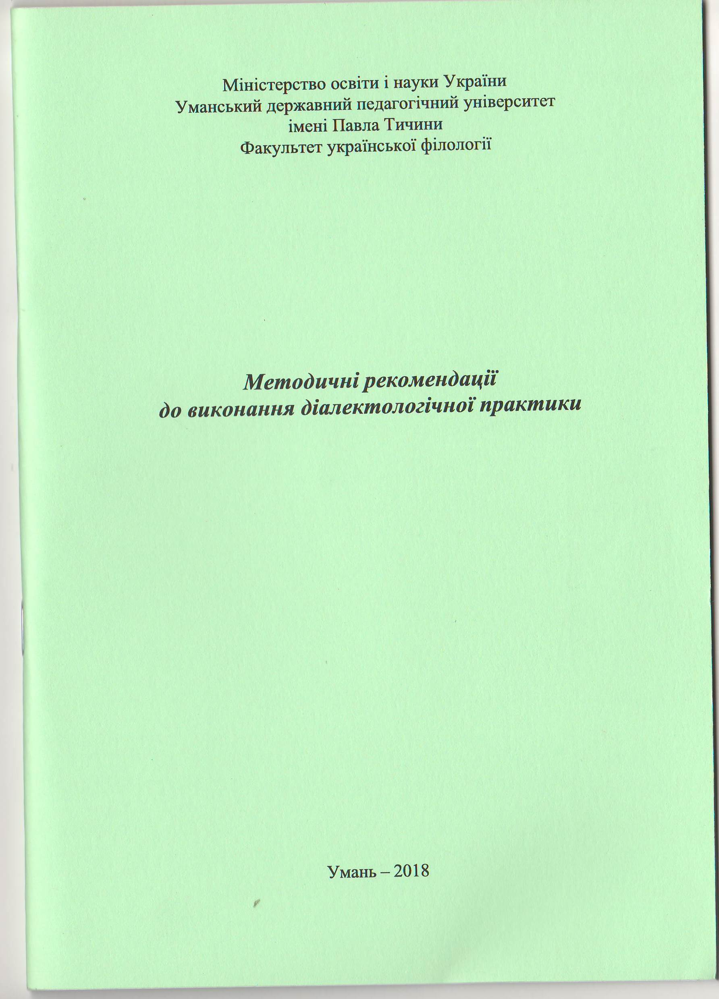 Міністерство освіти і науки України
Уманський державний педагогічний університет
імені Павла Тичини
Факультет української філології
Методичні рекомендації
до виконання діалектологічної практики
Умань – 2018